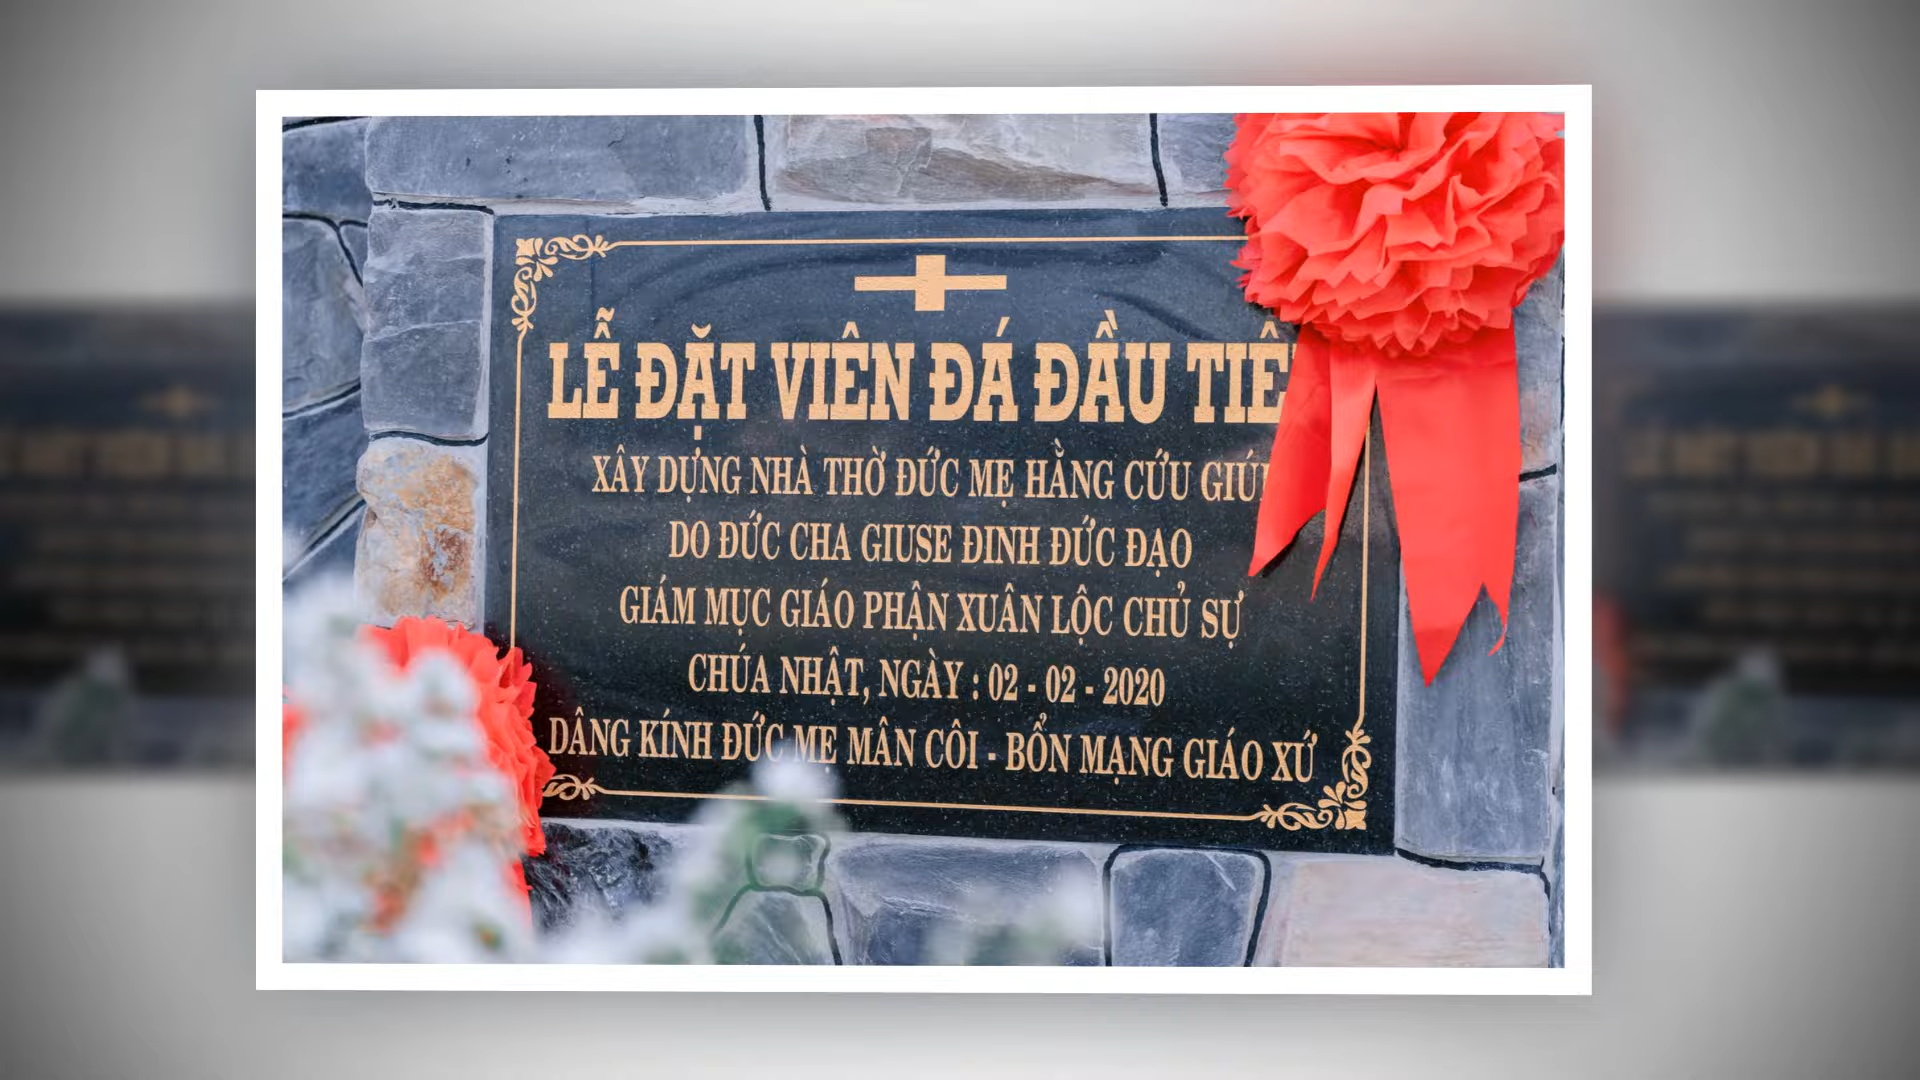 LỄ ĐẶT VIÊN ĐÁ ĐẦU TIÊ
XÂY DỰNG NHÀ THỜ ĐỨC MẸ HẰNG CỨU GIÚ
DO ĐỨC CHA GIUSE ĐINH ĐỨC ĐẠO
GIÁM MỤC GIÁO PHẬN XUÂN LỘC CHỦ SỰ
CHÚA NHẬT, NGÀY : 02 - 02 - 2020
DÂNG KÍNH ĐỨC MẸ MÂN CÔI - BỔN MẠNG GIÁO XỨ